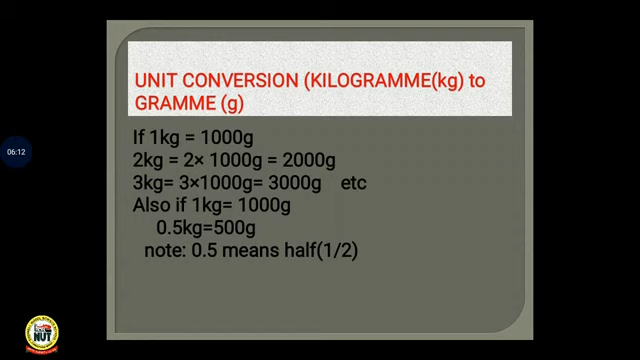 UNIT CONVERSION (KILOGRAMME(kg) to
GRAMME (g)
If 1kg = 1000g
2kg = 2× 1000g = 2000g
3kg= 3×1000g= 3000g etc
Also if 1kg= 1000g
0.5kg=500g
note: 0.5 means half(1/2)
06:12
NUT